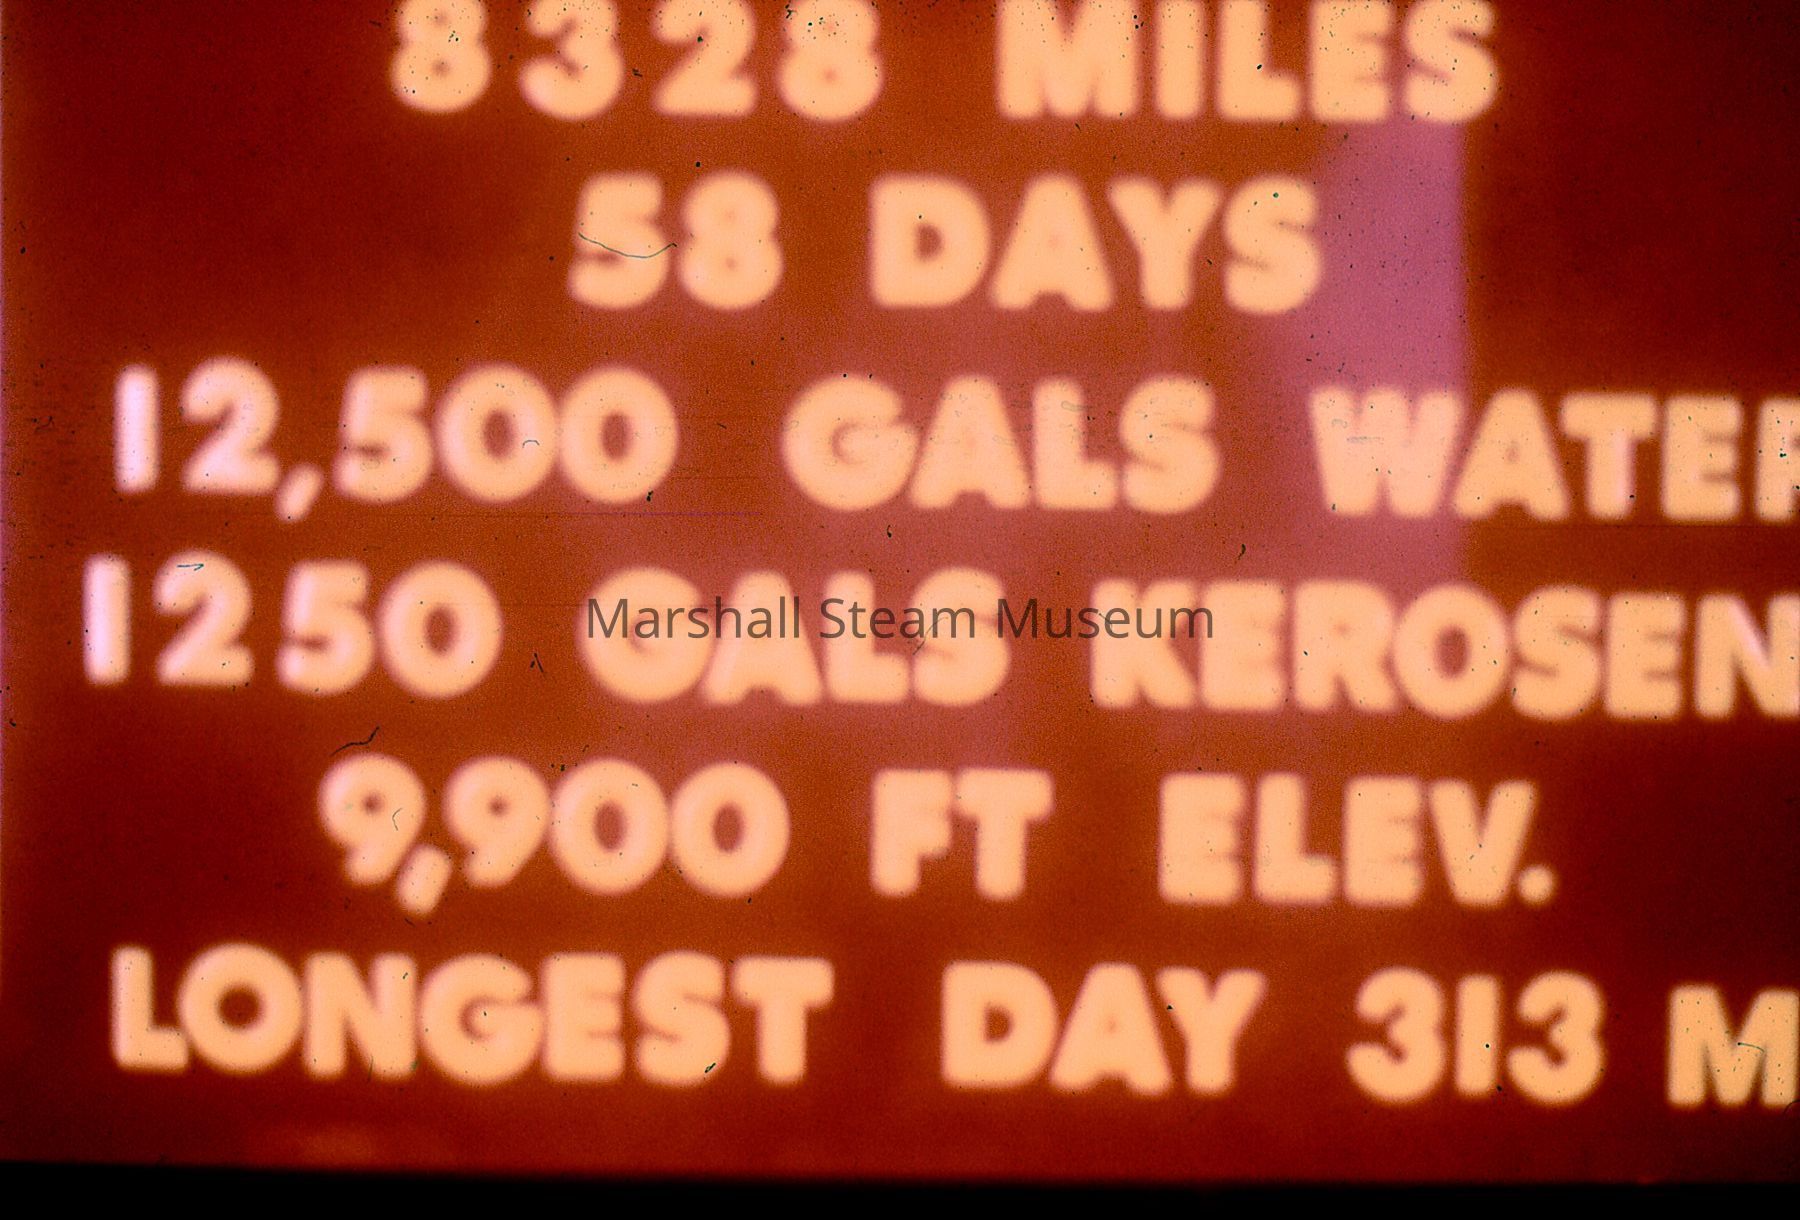 8328 MILES
58 DAYS
12,500 GALS WATER
1250 GALS KEROSEN
Marshall Steam Museum
9,900 FT ELEV.
LONGEST DAY 313 M